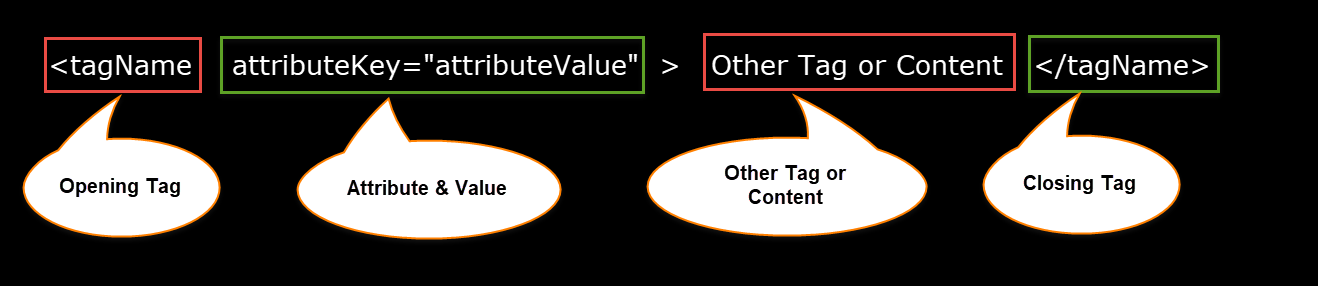 <tagName attributeKey="attributeValue" > Other Tag or Content </tagName>
Opening Tag
Attribute & Value
Other Tag or
Content
Closing Tag